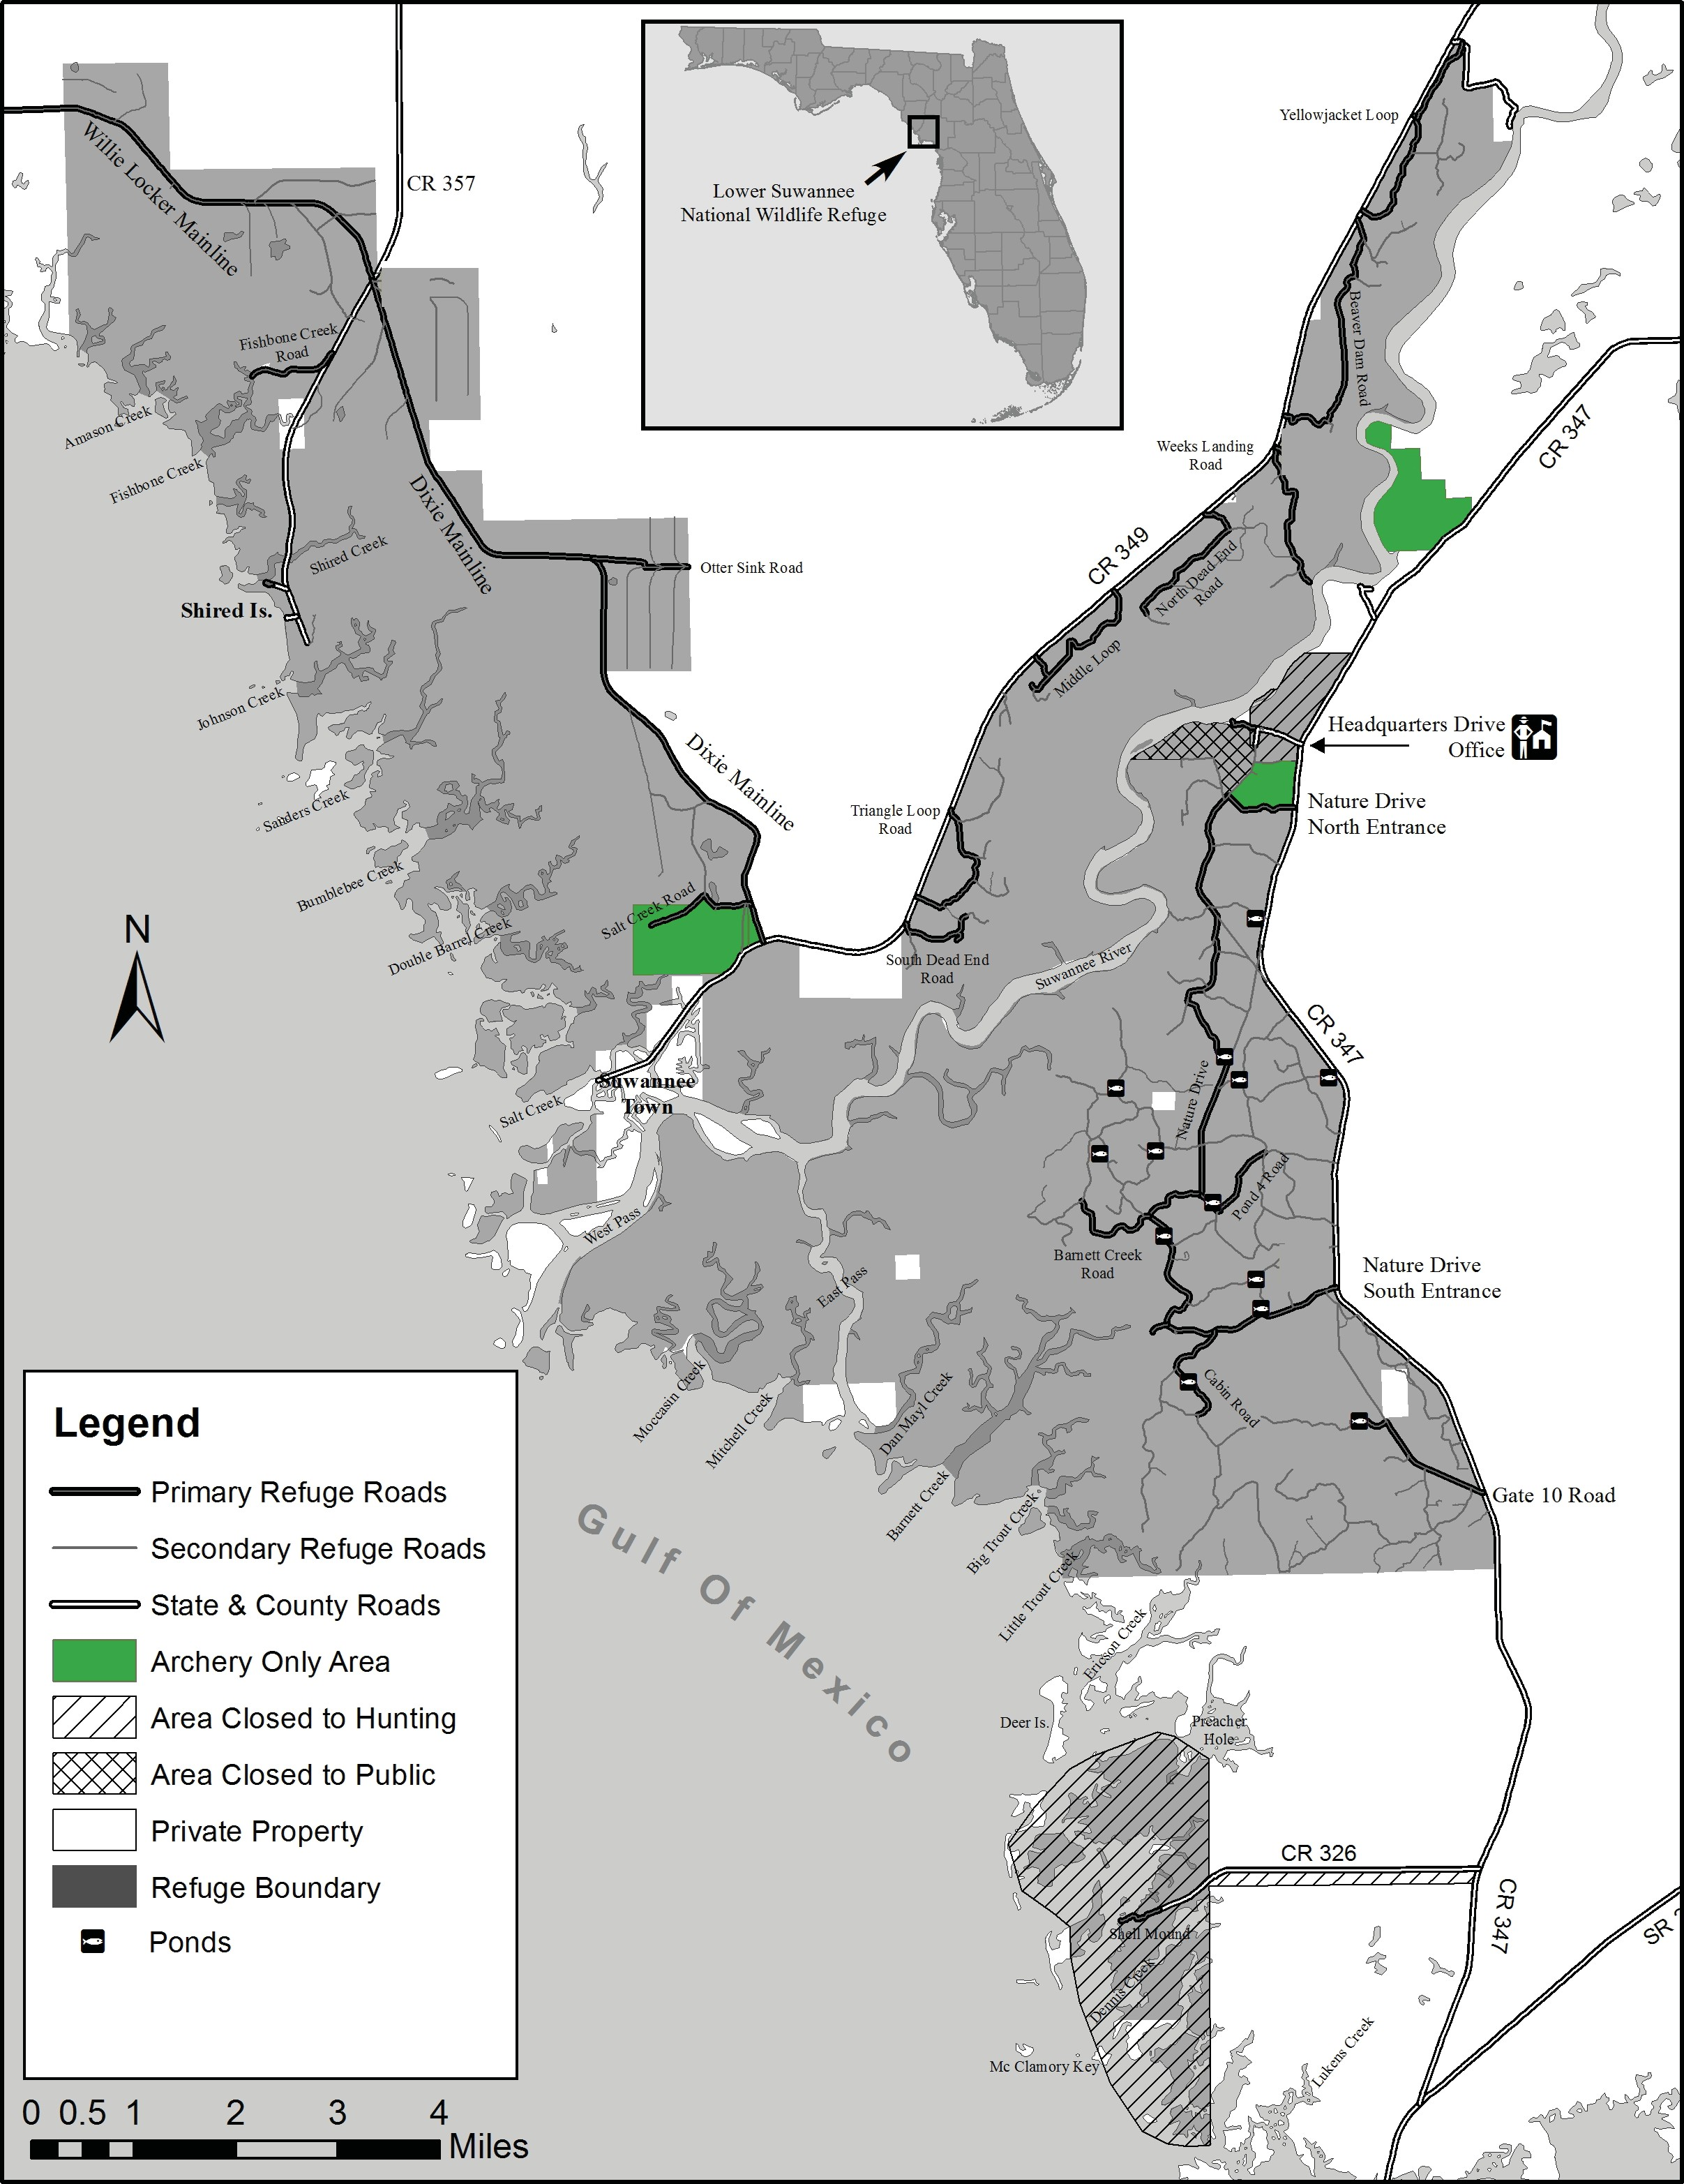 Yellowjacket Loop
Willie Locker Mainline
CR 357
Lower Suwannee
National Wildlife Refuge
Beaver Dam Road
Fishbone Creek
Road
Amason Creek
Fishbone Creek
CR 347
Weeks Landing
Road
Dixie Mainline
CR 349
Shired Creek
Otter Sink Road
North Dead End
Road
Shired Is.
Middle Loop
Johnson Creek
Headquarters Drive
Office
Dixie Mainline
Sanders Creek
Triangle Loop
Road
Nature Drive
North Entrance
Bumblebee Creek
Salt Creek Road
Double Barrel Creek
N
South Dead End
Road
Suwannee River
CR 347
Suwannee
Town
Salt Creek
Nature Drive
Pond 4 Road
West Pass
Barnett Creek
Road
East Pass
Nature Drive
South Entrance
Moccasin Creek
Mitchell Creek
Dan Mayl Creek
Cabin Road
Barnett Creek
Big Trout Creek
Gate 10 Road
Little Trout Creek
Gulf Of Mexico
Ericson Creek
Deer Is.
Preacher
Hole
CR 326
CR 347
SR
Shell Mound
Dennis Creek
Mc Clamory Key
Lukens Creek
Legend
Primary Refuge Roads
Secondary Refuge Roads
State & County Roads
Archery Only Area
Area Closed to Hunting
Area Closed to Public
Private Property
Refuge Boundary
Ponds
0 0.5 1 2 3 4
Miles